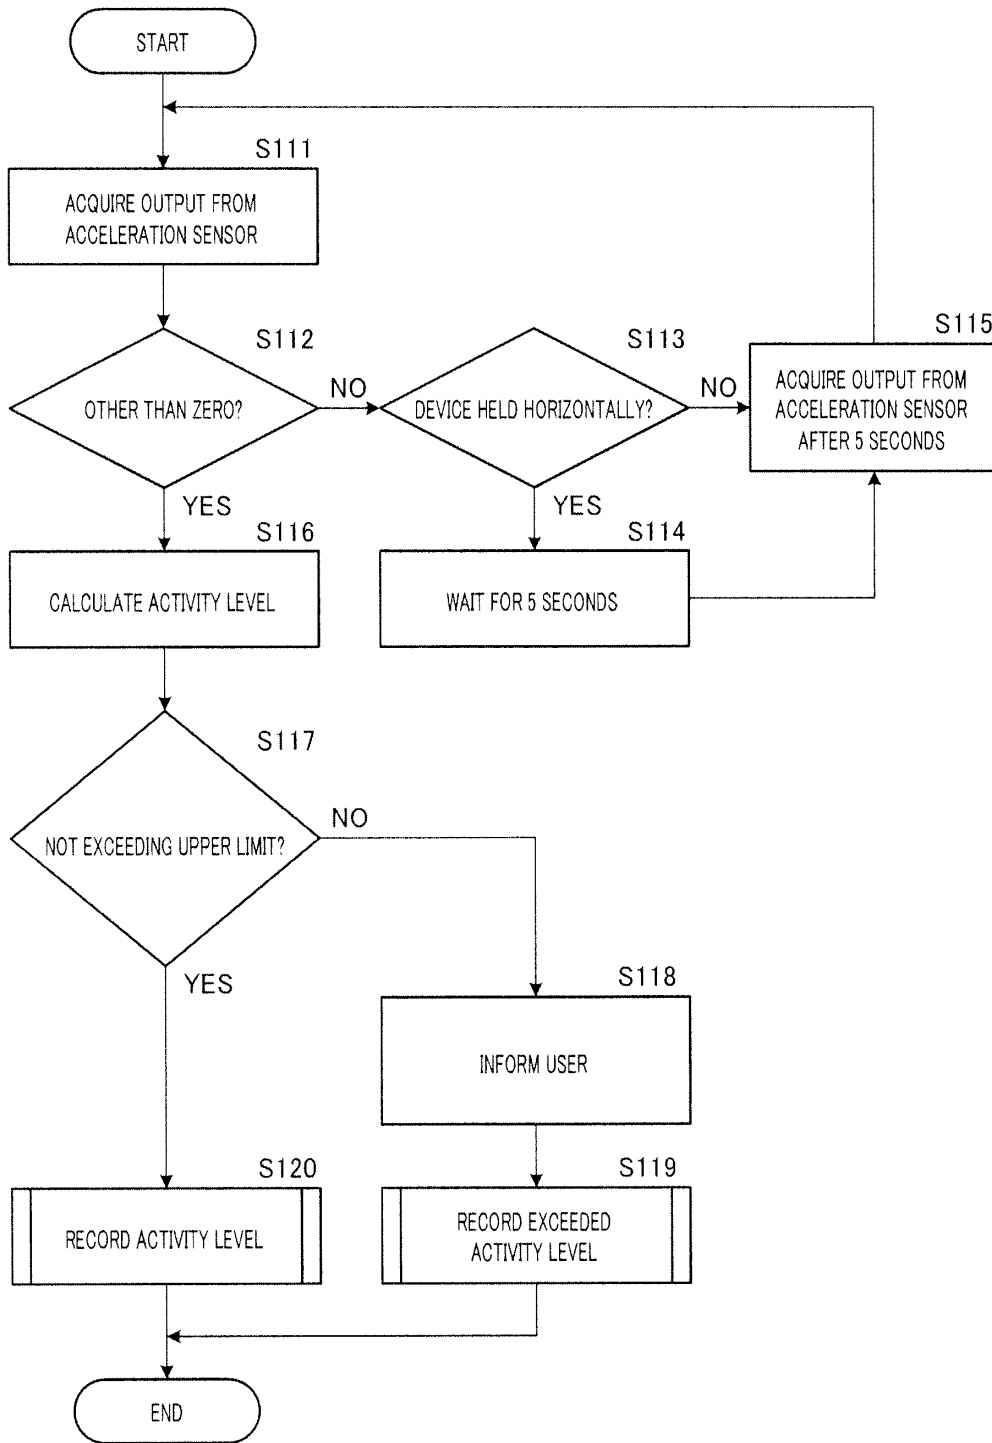 START
S111
ACQUIRE OUTPUT FROM
ACCELERATION SENSOR
S112
OTHER THAN ZERO?
NO
YES
S113
DEVICE HELD HORIZONTALLY?
NO
YES
S115
ACQUIRE OUTPUT FROM
ACCELERATION SENSOR
AFTER 5 SECONDS
S114
WAIT FOR 5 SECONDS
S116
CALCULATE ACTIVITY LEVEL
S117
NOT EXCEEDING UPPER LIMIT?
NO
YES
S118
INFORM USER
S119
RECORD EXCEEDED
ACTIVITY LEVEL
S120
RECORD ACTIVITY LEVEL
END